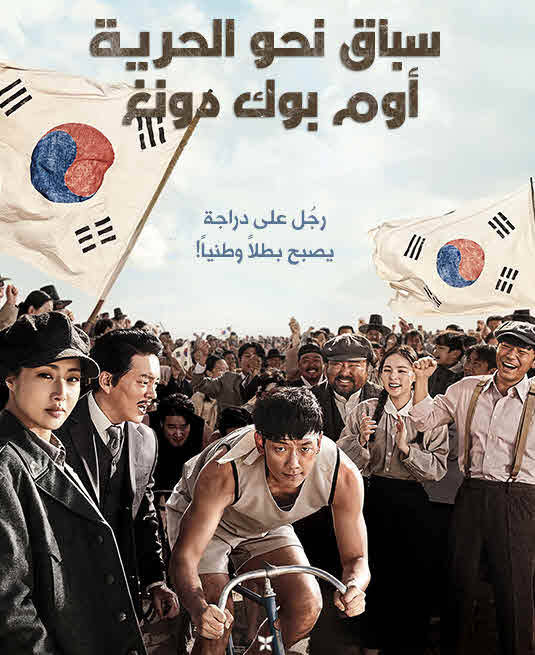 سباق نحو الحرية
أوم بوك دونغ
رجُل على دراجة
يصبح بطلاً وطنياً!